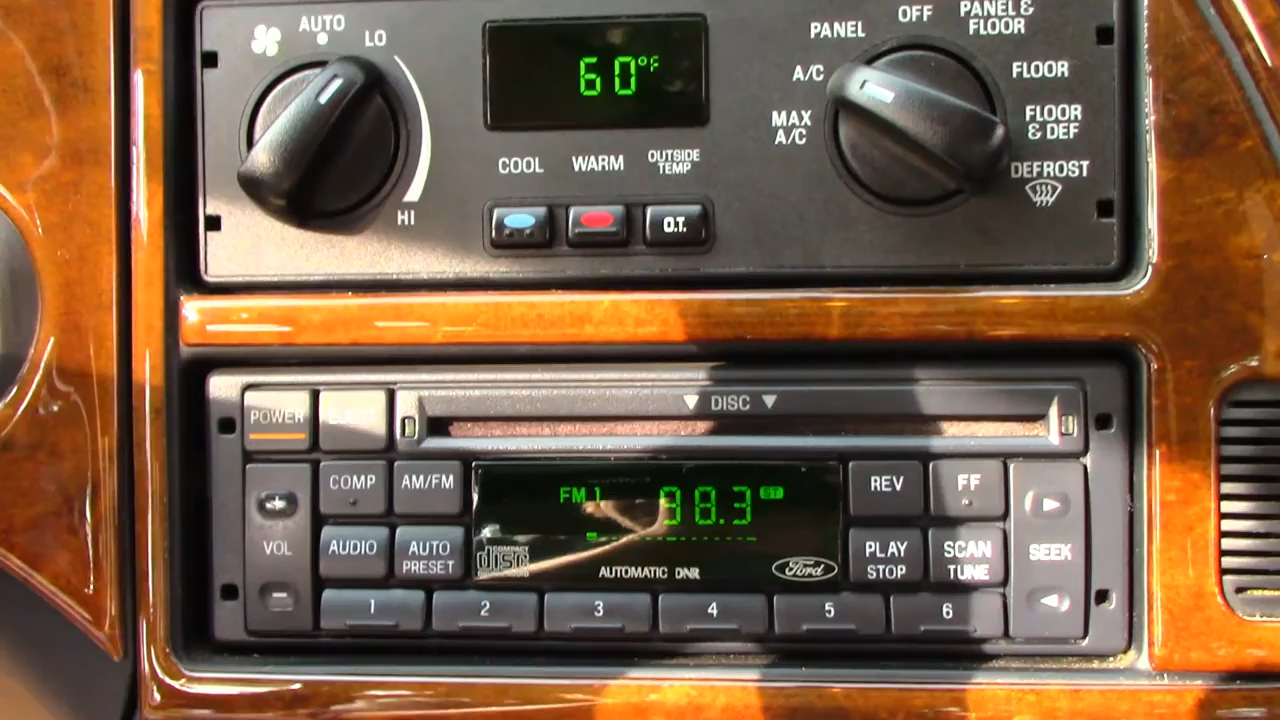 AUTO
LO
HI
60°F
COOL
WARM
OUTSIDE
TEMP
O.T.
OFF
PANEL &
FLOOR
PANEL
A/C
MAX
A/C
FLOOR
FLOOR
& DEF
DEFROST
POWER
EJECT
DISC
COMP
AM/FM
VOL
AUDIO
AUTO
PRESET
FM 1
98.3
ST
COMPACT
disc
AUTOMATIC DNR
Ford
REV
FF
PLAY
STOP
SCAN
TUNE
SEEK
1
2
3
4
5
6